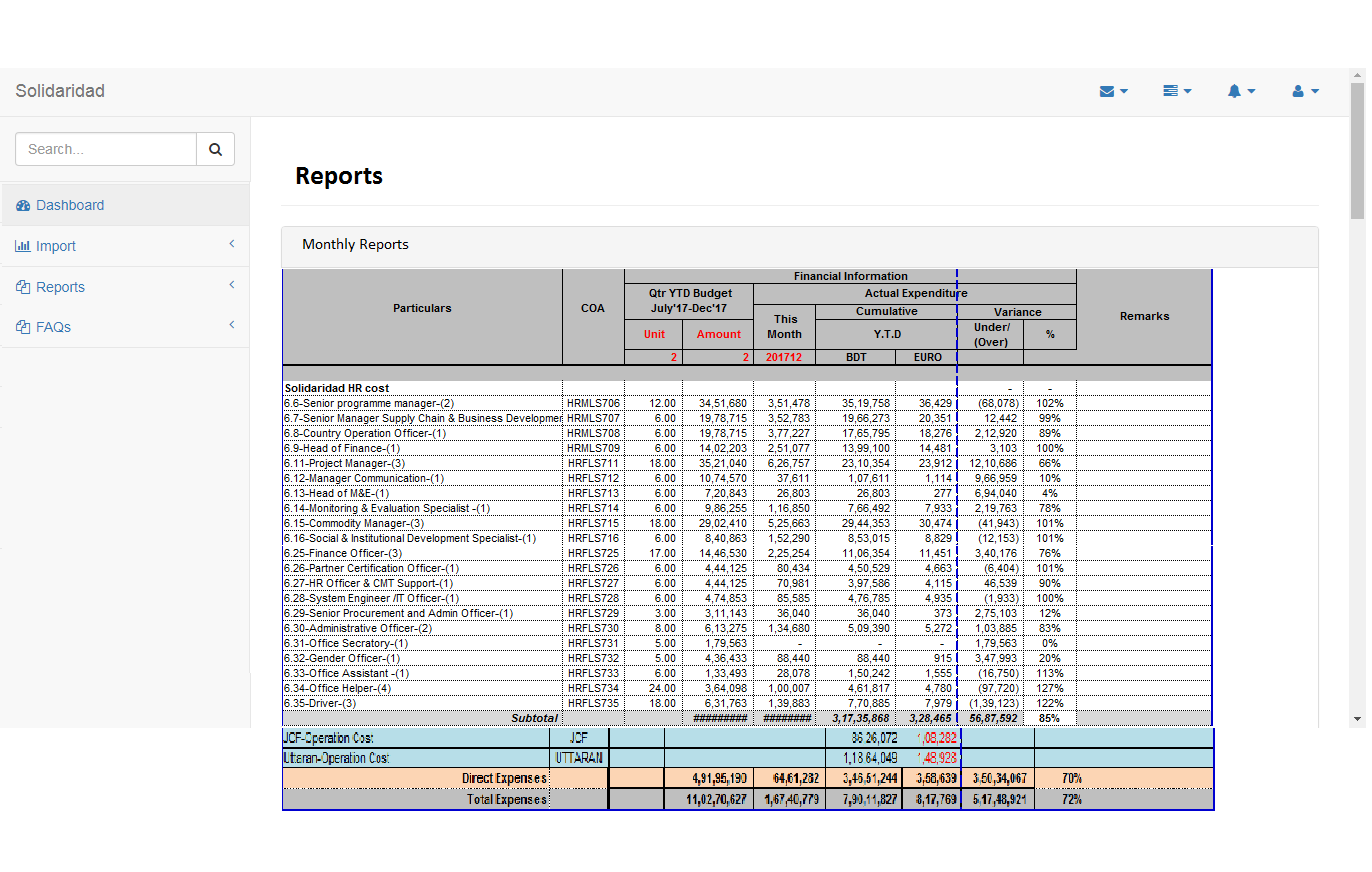 Solidaridad
Search...
Reports
Dashboard
Import
Reports
FAQs
Monthly Reports
Financial Information
Particulars COA Qtr YTD Budget July'17-Dec'17 Actual Expenditure Remarks
This Month Cumulative Variance
Unit Amount Y.T.D Under/ (Over) %
2 2 201712 BDT EURO
Solidaridad HR cost - -
6.6-Senior programme manager-(2) HRMLS706 12.00 34,51,680 3,51,478 35,19,758 36,429 (68,078) 102%
6.7-Senior Manager Supply Chain & Business Developmer HRMLS707 6.00 19,78,715 3,52,783 19,66,273 20,351 12,442 99%
6.8-Country Operation Officer-(1) HRMLS708 6.00 19,78,715 3,77,227 17,65,795 18,276 2,12,920 89%
6.9-Head of Finance-(1) HRMLS709 6.00 14,02,203 2,51,077 13,99,100 14,481 3,103 100%
6.11-Project Manager-(3) HRFLS711 18.00 35,21,040 6,26,757 23,10,354 23,912 12,10,686 66%
6.12-Manager Communication-(1) HRFLS712 6.00 10,74,570 37,611 1,07,611 1,114 9,66,959 10%
6.13-Head of M&E-(1) HRFLS713 6.00 7,20,843 26,803 26,803 277 6,94,040 4%
6.14-Monitoring & Evaluation Specialist -(1) HRFLS714 6.00 9,86,255 1,16,850 7,66,492 7,933 2,19,763 78%
6.15-Commodity Manager-(3) HRFLS715 18.00 29,02,410 5,25,663 29,44,353 30,474 (41,943) 101%
6.16-Social & Institutional Development Specialist-(1) HRFLS716 6.00 8,40,863 1,52,290 8,53,015 8,829 (12,153) 101%
6.25-Finance Officer-(3) HRFLS725 17.00 14,46,530 2,25,254 11,06,354 11,451 3,40,176 76%
6.26-Partner Certification Officer-(1) HRFLS726 6.00 4,44,125 80,434 4,50,529 4,663 (6,404) 101%
6.27-HR Officer & CMT Support-(1) HRFLS727 6.00 4,44,125 70,981 3,97,586 4,115 46,539 90%
6.28-System Engineer /IT Officer-(1) HRFLS728 6.00 4,74,853 85,585 4,76,785 4,935 (1,933) 100%
6.29-Senior Procurement and Admin Officer-(1) HRFLS729 3.00 3,11,143 36,040 36,040 373 2,75,103 12%
6.30-Administrative Officer-(2) HRFLS730 8.00 6,13,275 1,34,680 5,09,390 5,272 1,03,885 83%
6.31-Office Secratory-(1) HRFLS731 5.00 1,79,563 - - - 1,79,563 0%
6.32-Gender Officer-(1) HRFLS732 5.00 4,36,433 88,440 88,440 915 3,47,993 20%
6.33-Office Assistant -(1) HRFLS733 6.00 1,33,493 28,078 1,50,242 1,555 (16,750) 113%
6.34-Office Helper-(4) HRFLS734 24.00 3,64,098 1,00,007 4,61,817 4,780 (97,720) 127%
6.35-Driver-(3) HRFLS735 18.00 6,31,763 1,39,883 7,70,885 7,979 (1,39,123) 122%
Subtotal ######### ######## 3,17,35,868 3,28,465 56,87,592 85%
JCF-Operation Cost JCF 86,26,072 1,08,282
Uttaran-Operation Cost UTTARAN 1,18,64,049 1,48,928
Direct Expenses 4,91,95,190 64,61,282 3,46,51,244 3,58,639 3,50,34,067 70%
Total Expenses 11,02,70,627 1,67,40,779 7,90,11,827 8,17,769 5,17,48,921 72%